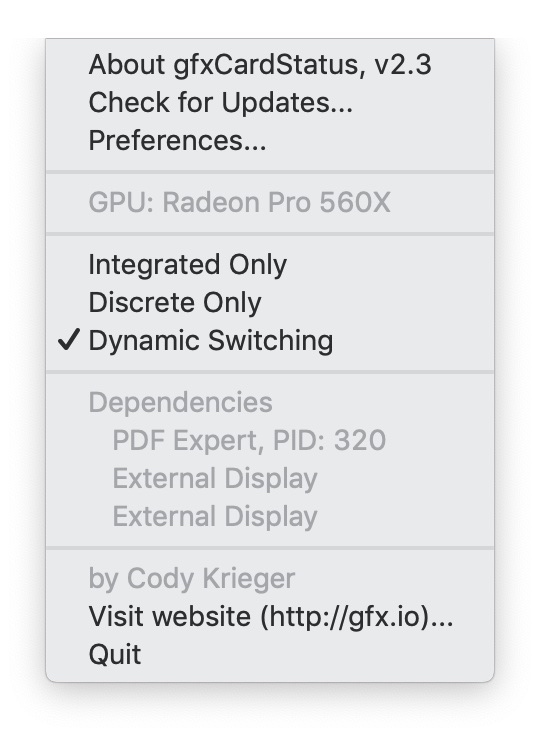 About gfxCardStatus, v2.3
Check for Updates...
Preferences...
GPU: Radeon Pro 560X
Integrated Only
Discrete Only
✓ Dynamic Switching
Dependencies
PDF Expert, PID: 320
External Display
External Display
by Cody Krieger
Visit website (http://gfx.io)...
Quit